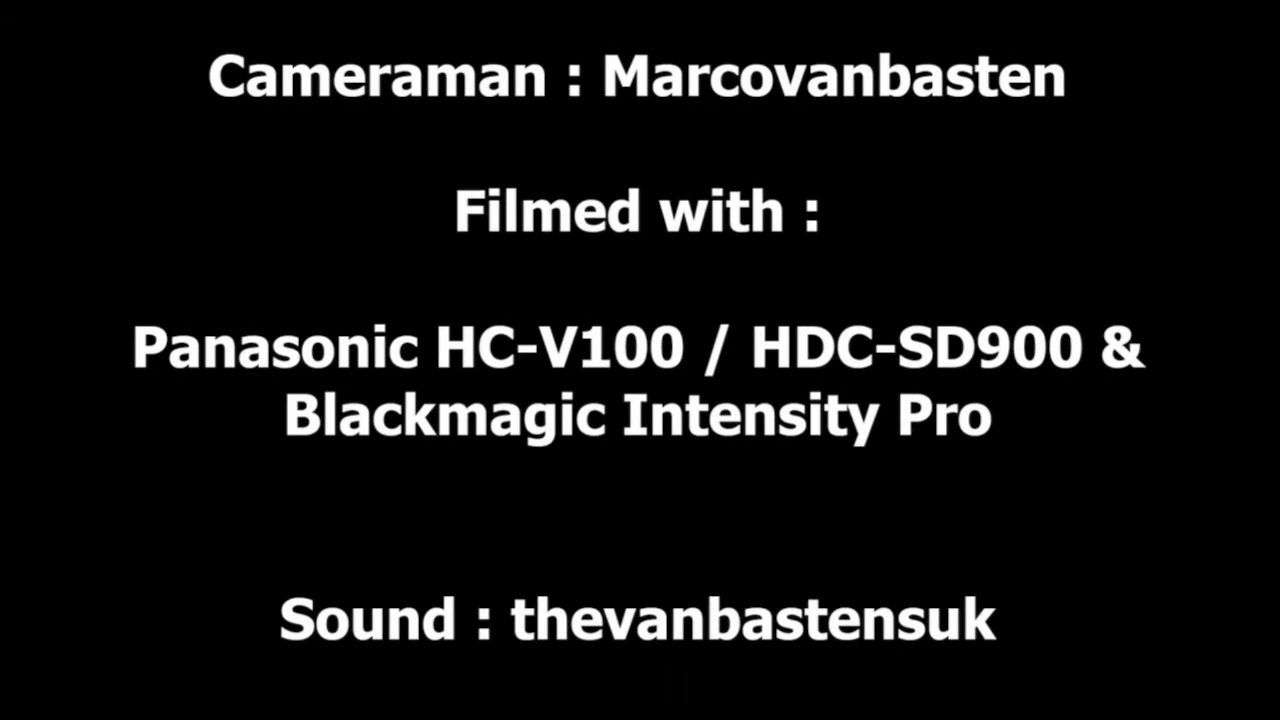 Cameraman : Marcovanbasten
Filmed with :
Panasonic HC-V100 / HDC-SD900 &
Blackmagic Intensity Pro
Sound : thevanbastensuk